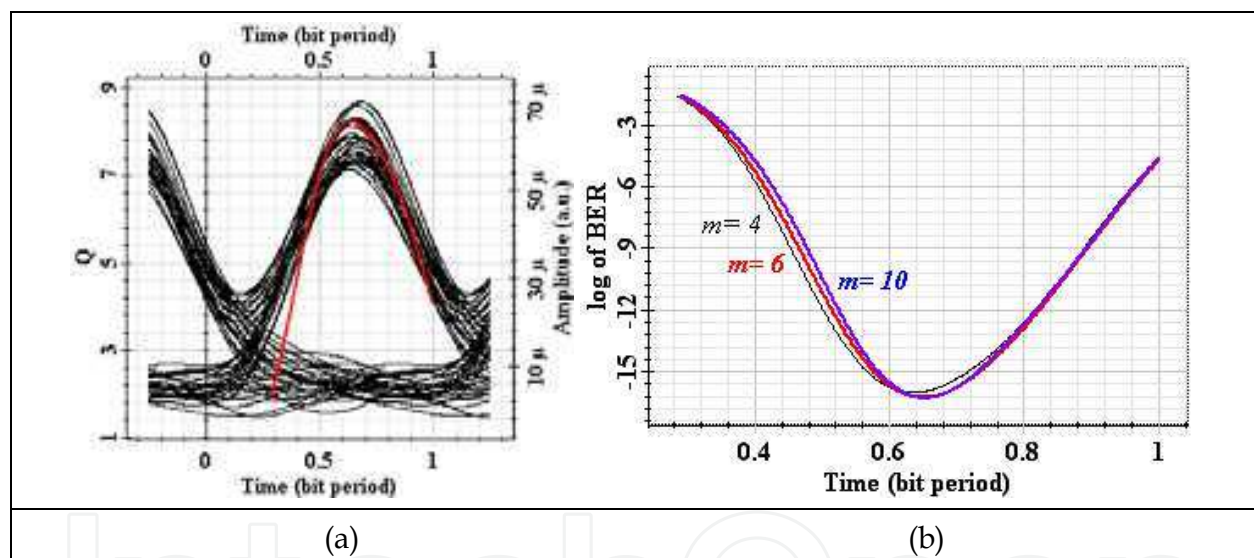 Time (bit period)
0 0.5 1
Q
9
7
5
3
1
70 μ
50 μ
30 μ
10 μ
Amplitude (a.u.)
0 0.5 1
Time (bit period)
(a)
log of BER
-3
-6
-9
-12
-15
m= 4
m= 6
m= 10
0.4 0.6 0.8 1
Time (bit period)
(b)